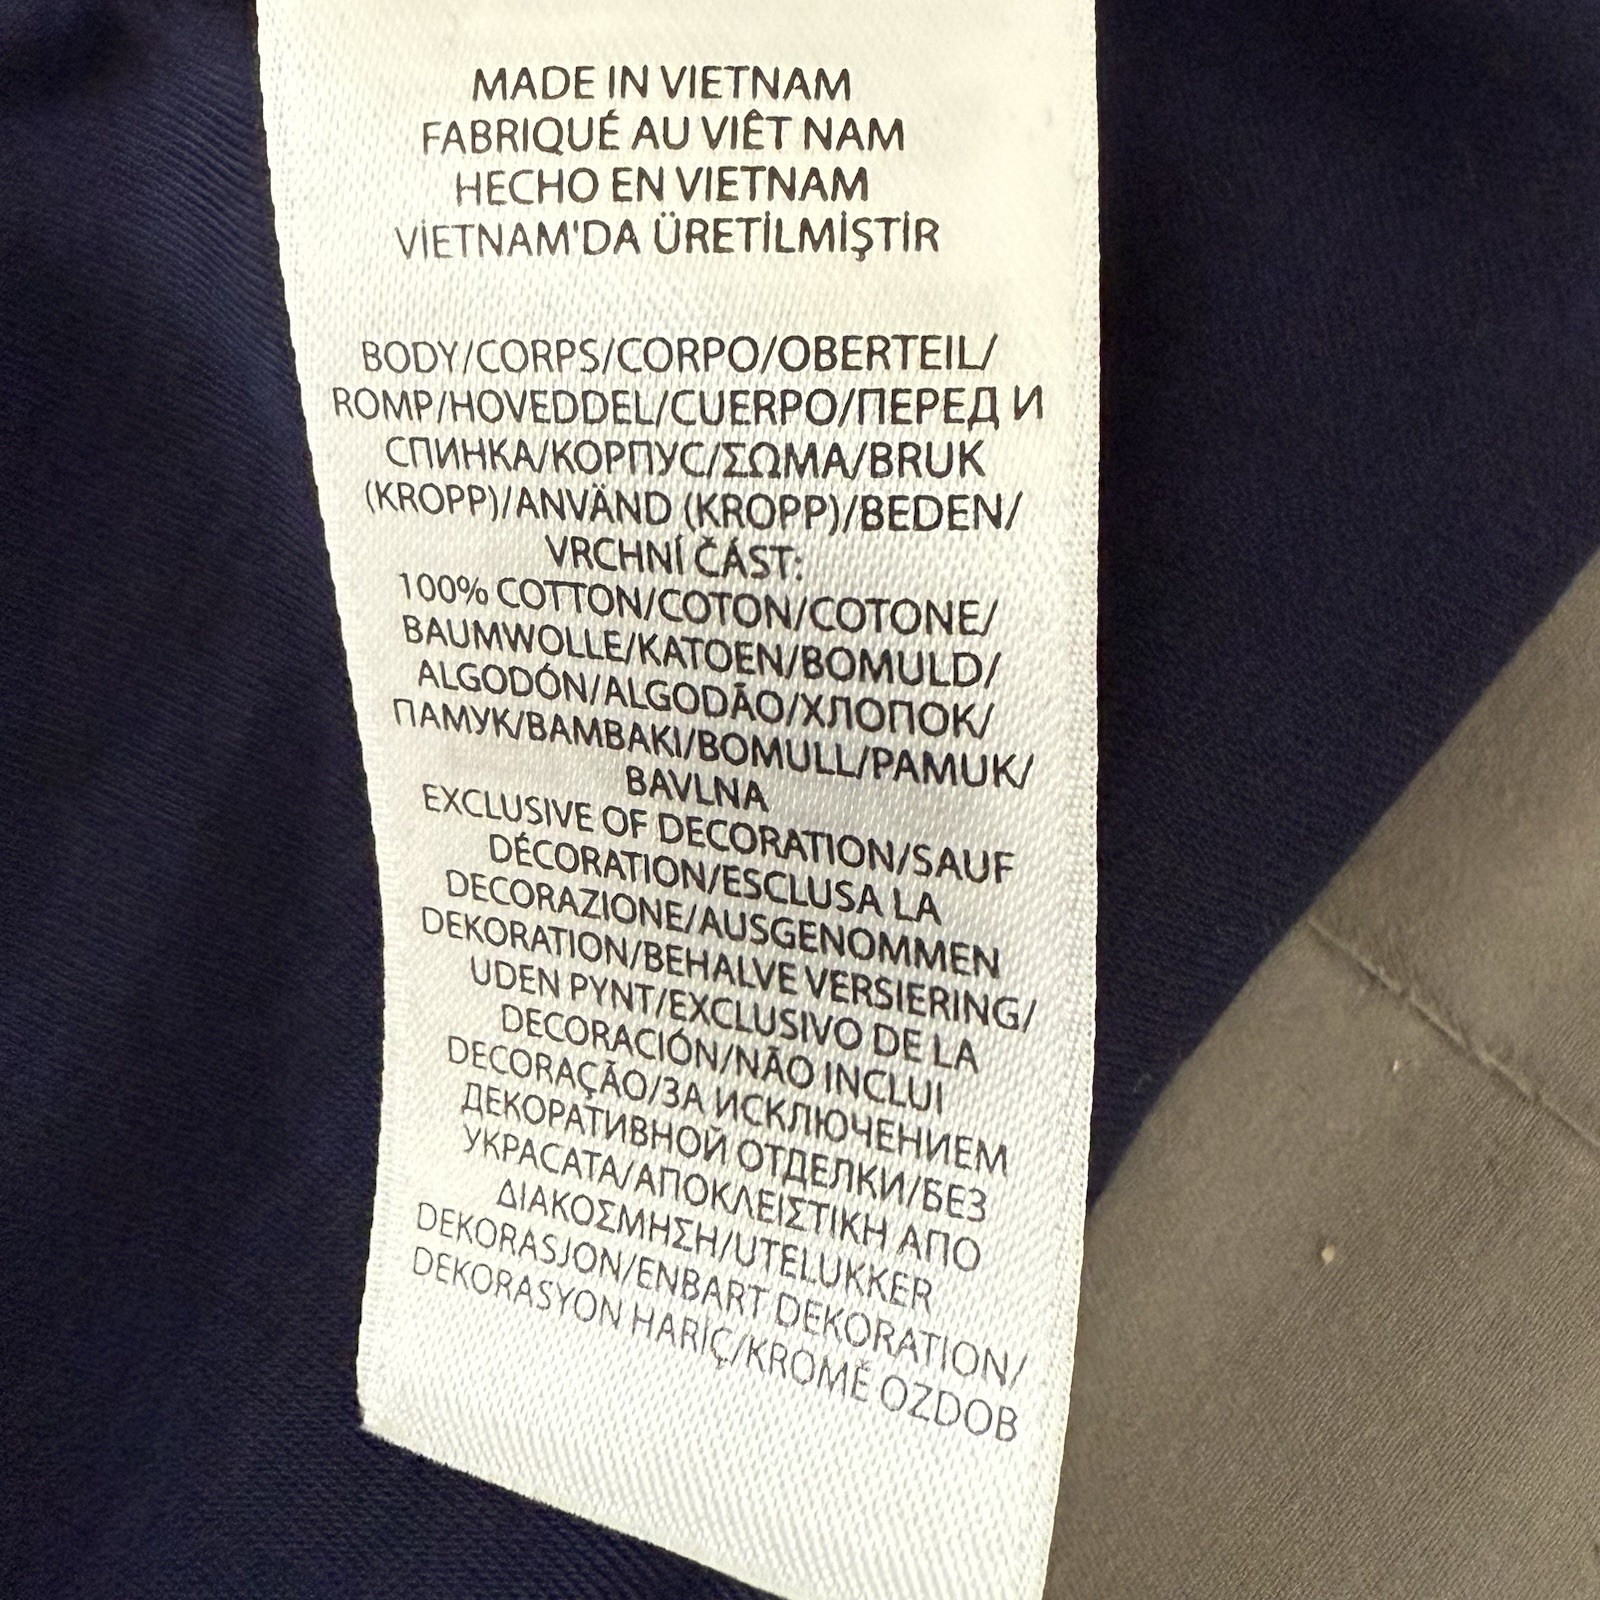 MADE IN VIETNAM
FABRIQUÉ AU VIÊT NAM
HECHO EN VIETNAM
VİETNAM'DA ÜRETİLMİŞTİR
BODY/CORPS/CORPO/OBERTEIL/
ROMP/HOVEDDEL/CUERPO/ПЕРЕД И
СПИНКА/КОРПУС/ΣΩΜΑ/BRUK
(KROPP)/ANVÄND (KROPP)/BEDEN/
VRCHNÍ ČÁST:
100% COTTON/COTON/COTONE/
BAUMWOLLE/KATOEN/BOMULD/
ALGODÓN/ALGODÃO/ХЛОПОК/
ПАМУК/BAMBAKI/BOMULL/PAMUK/
BAVLNA
EXCLUSIVE OF DECORATION/SAUF
DÉCORATION/ESCLUSA LA
DECORAZIONE/AUSGENOMMEN
DEKORATION/BEHALVE VERSIERING/
UDEN PYNT/EXCLUSIVO DE LA
DECORACIÓN/NÃO INCLUI
DECORAÇÃO/ЗА ИСКЛЮЧЕНИЕМ
ДЕКОРАТИВНОЙ ОТДЕЛКИ/БЕЗ
УКРАСАТА/ΑΠΟΚΛΕΙΣΤΙΚΗ ΑΠΟ
ΔΙΑΚΟΣΜΗΣΗ/UTELUKKER
DEKORASJON/ENBART DEKORATION/
DEKORASYON HARİÇ/KROMĚ OZDOB